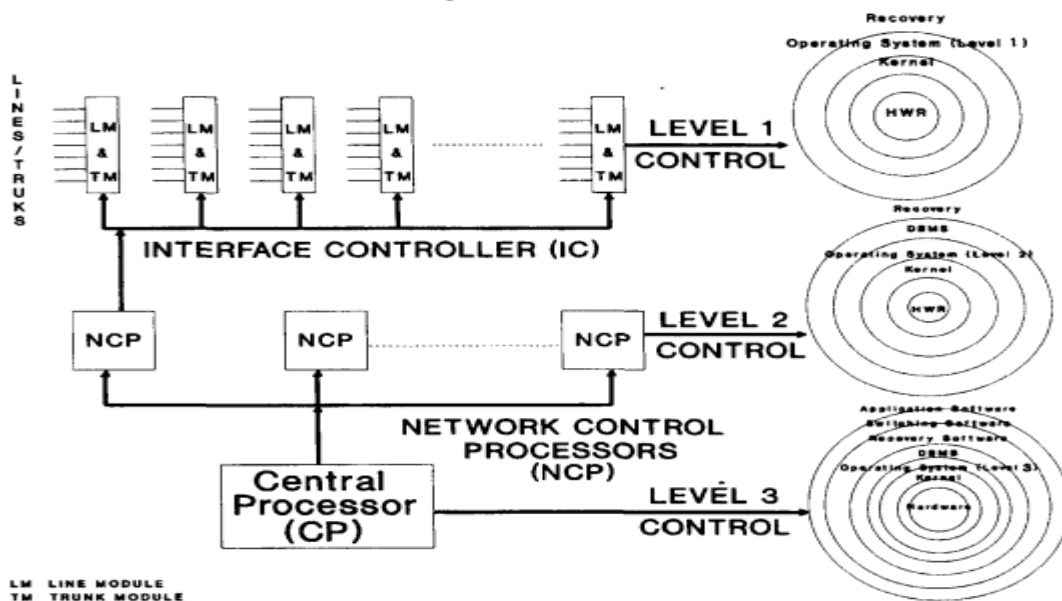 Recovery
Operating System (Level 1)
Kernel
HWR
LINES/TRUKS
LM & TM
LM & TM
LM & TM
LM & TM
LM & TM
LEVEL 1
CONTROL
INTERFACE CONTROLLER (IC)
Recovery
DBMS
Operating System (Level 2)
Kernel
HWR
NCP
NCP
NCP
LEVEL 2
CONTROL
NETWORK CONTROL
PROCESSORS
(NCP)
Application Software
Switching Software
Recovery Software
DBMS
Operating System (Level 3)
Kernel
Hardware
Central
Processor
(CP)
LEVEL 3
CONTROL
LM LINE MODULE
TM TRUNK MODULE